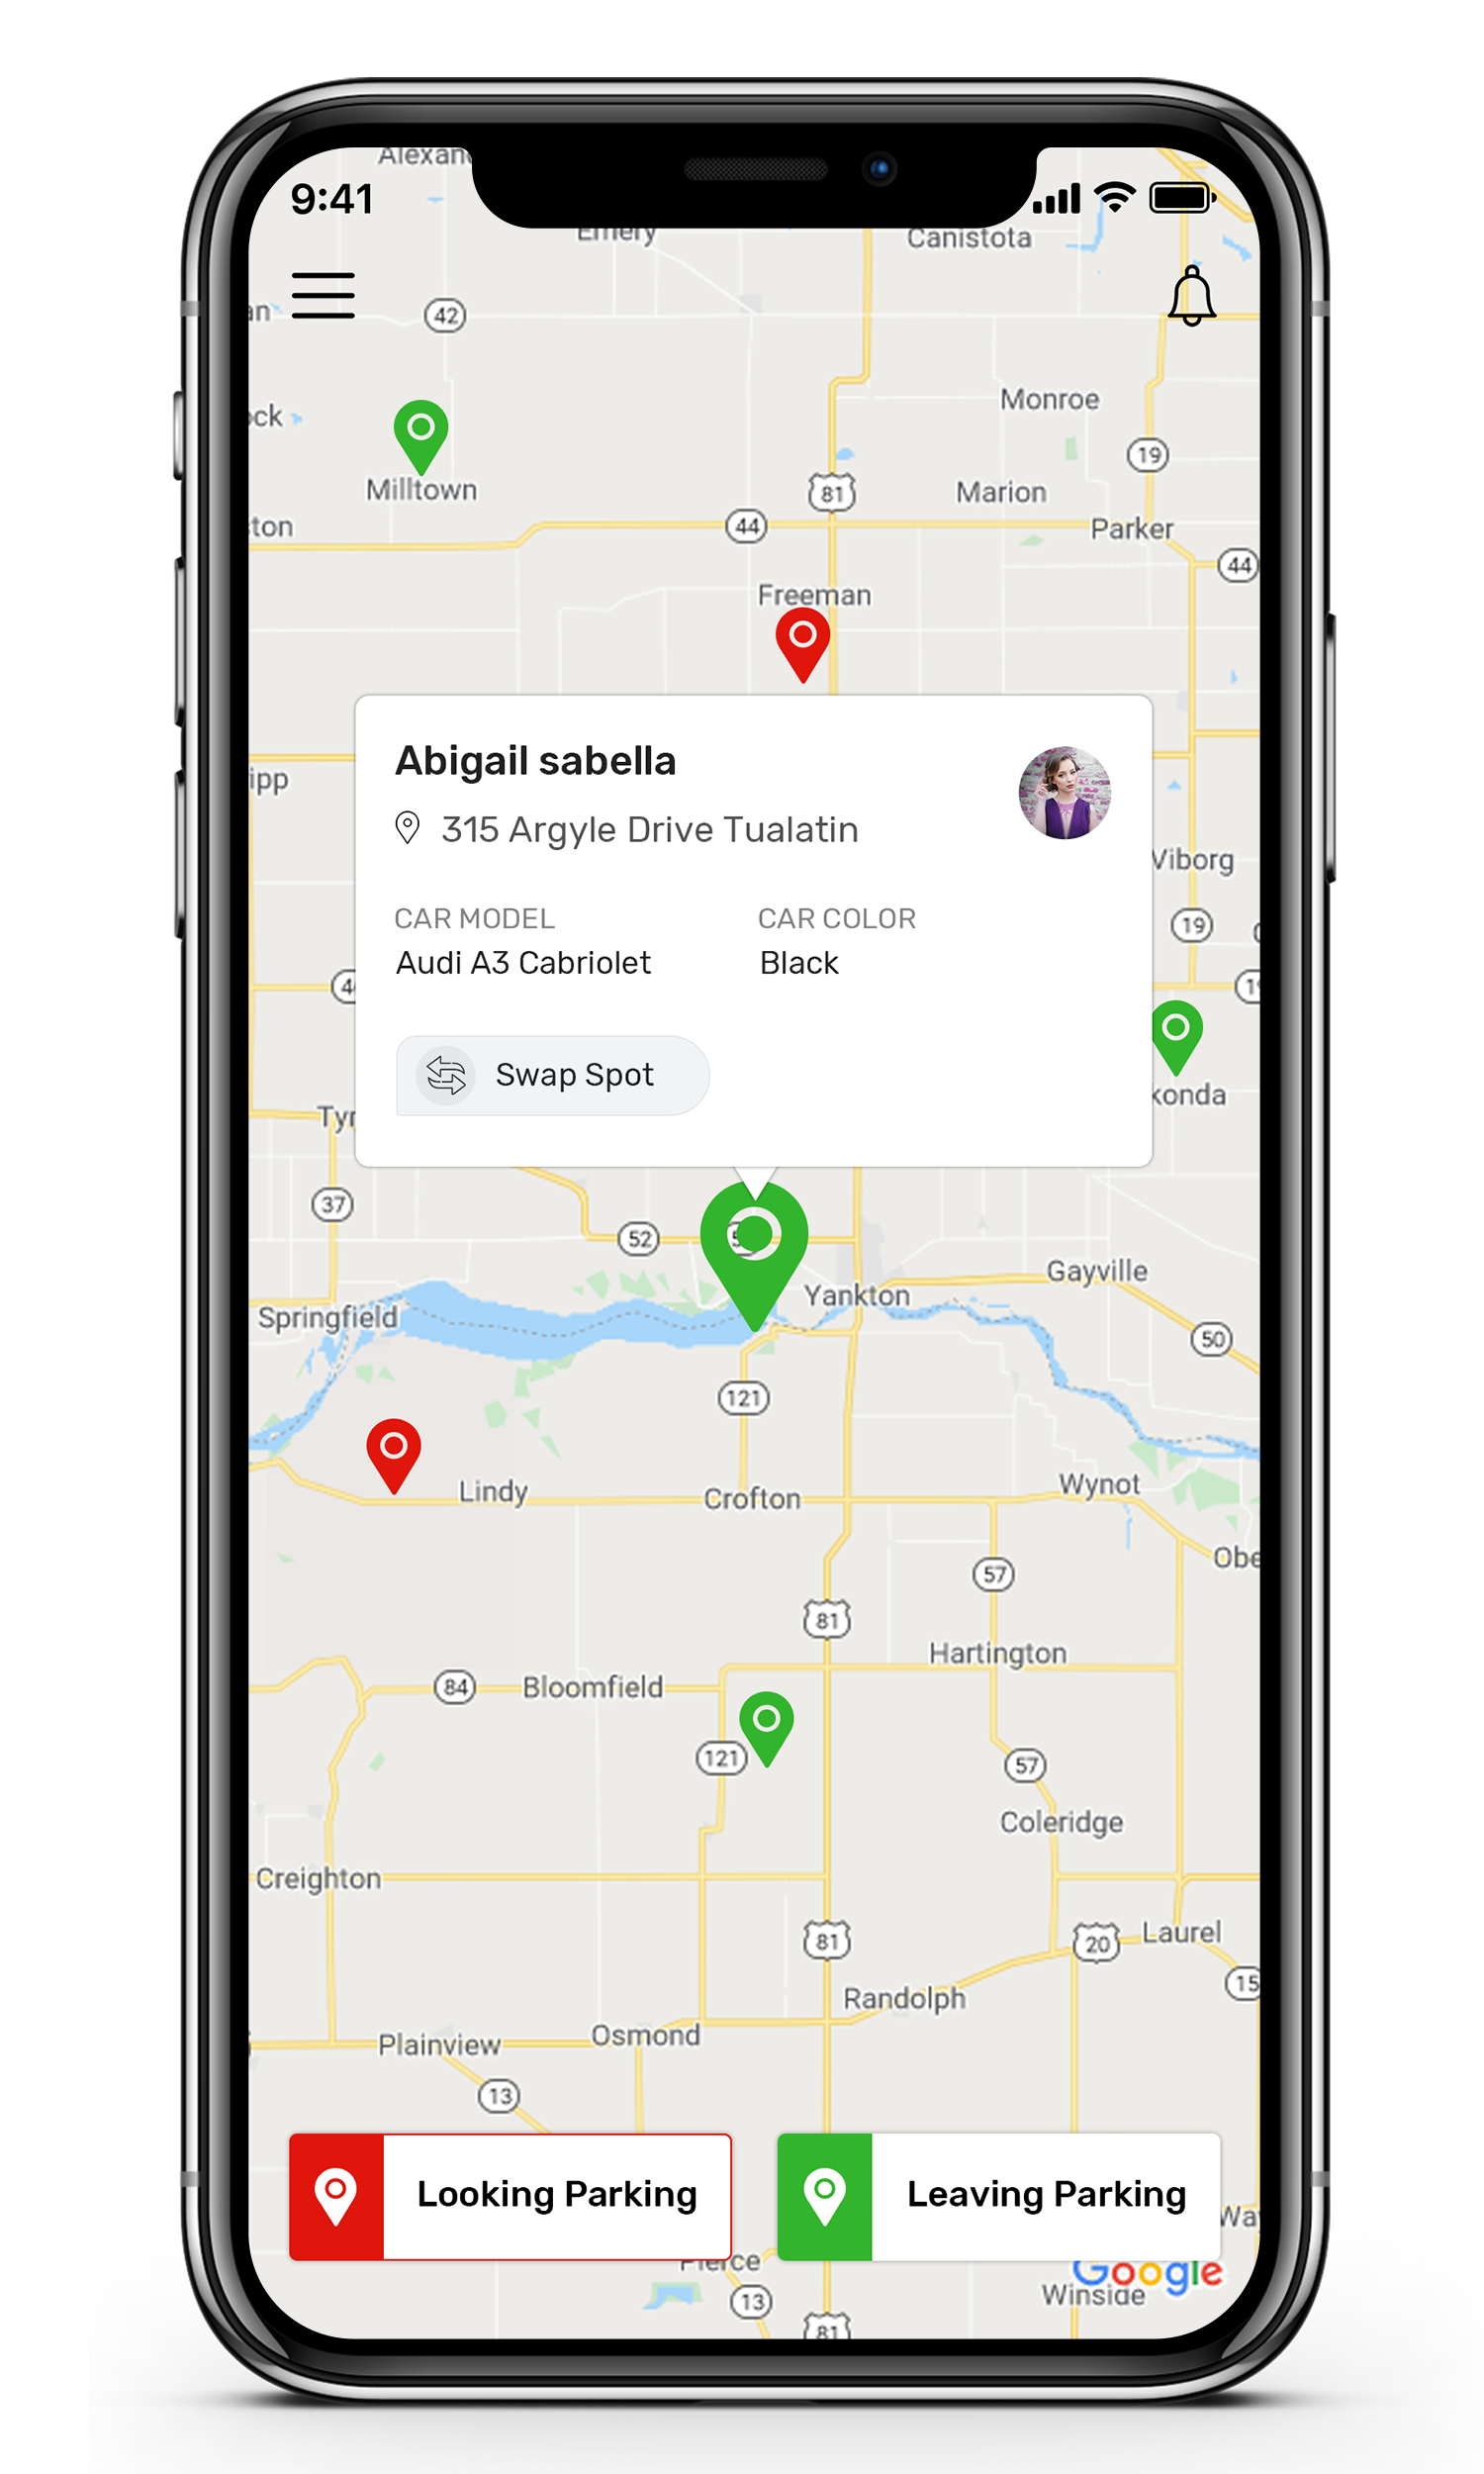 9:41
Emery
Canistota
42
Monroe
19
Milltown
81
Marion
44
Parker
44
Freeman
Abigail sabella
315 Argyle Drive Tualatin
Viborg
CAR MODEL
CAR COLOR
19
Audi A3 Cabriolet
Black
Swap Spot
37
52
Gayville
Yankton
Springfield
50
121
Lindy
Crofton
Wynot
57
81
Hartington
84
Bloomfield
121
57
Coleridge
Creighton
81
20
Laurel
15
Randolph
Osmond
Plainview
13
Looking Parking
Leaving Parking
Pierce
Google
13
Winside
81